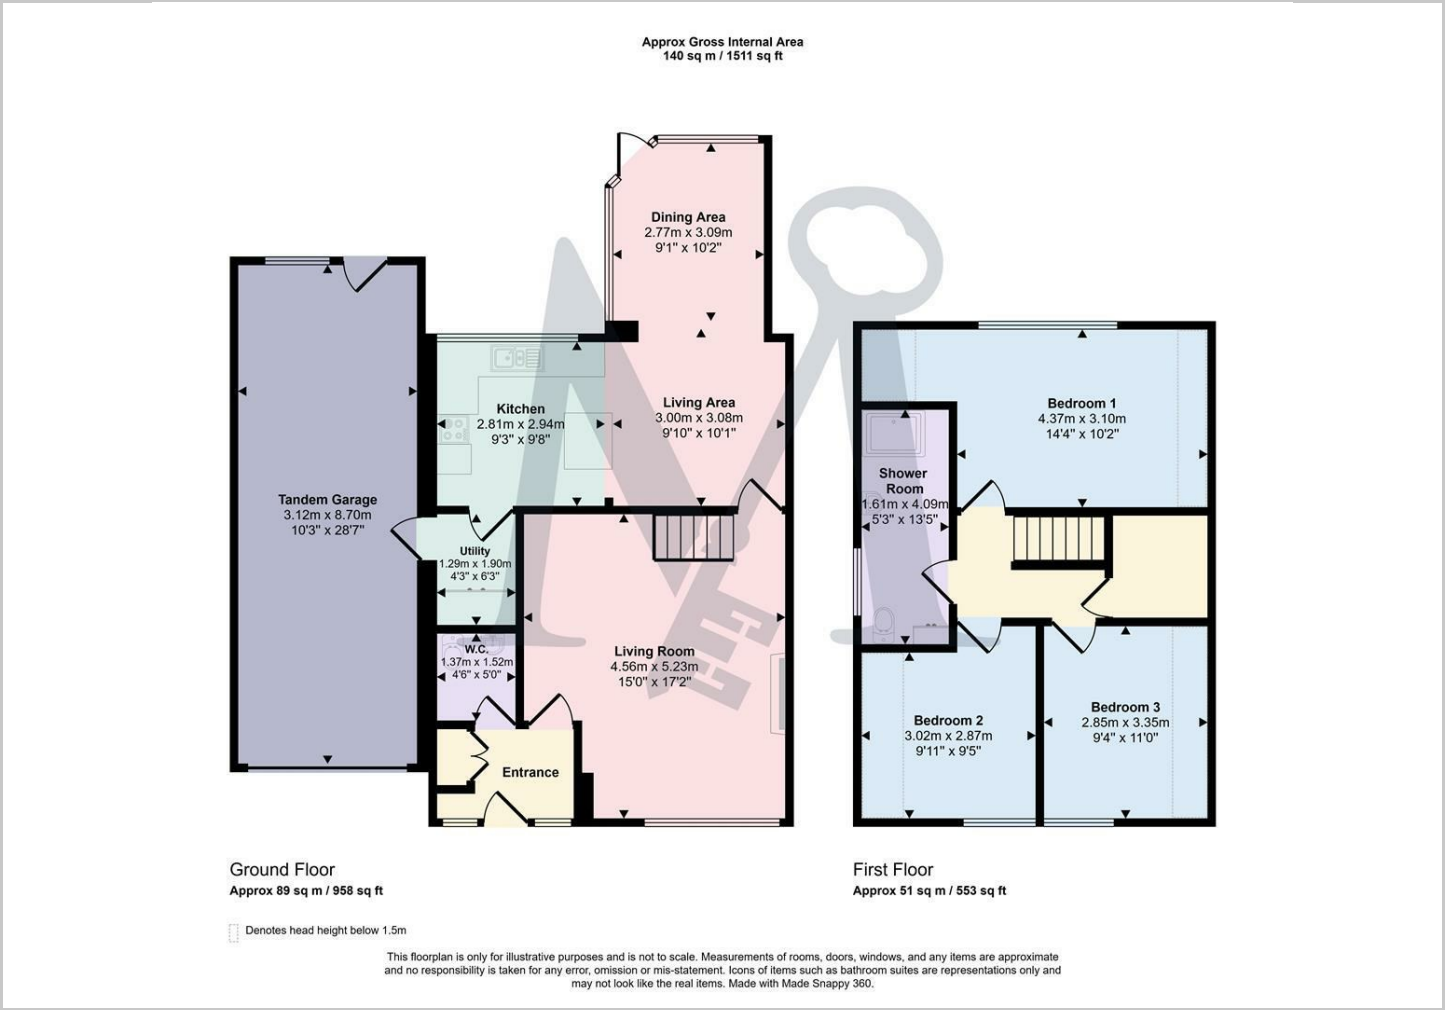 Approx Gross Internal Area
140 sq m / 1511 sq ft
Dining Area
2.77m x 3.09m
9'1" x 10'2"
Kitchen
2.81m x 2.94m
9'3" x 9'8"
Living Area
3.00m x 3.08m
9'10" x 10'1"
Tandem Garage
3.12m x 8.70m
10'3" x 28'7"
Utility
1.29m x 1.90m
4'3" x 6'3"
W.C.
1.37m x 1.52m
4'6" x 5'0"
Living Room
4.56m x 5.23m
15'0" x 17'2"
Entrance
Bedroom 1
4.37m x 3.10m
14'4" x 10'2"
Shower
Room
1.61m x 4.09m
5'3" x 13'5"
Bedroom 2
3.02m x 2.87m
9'11" x 9'5"
Bedroom 3
2.85m x 3.35m
9'4" x 11'0"
Ground Floor
Approx 89 sq m / 958 sq ft
First Floor
Approx 51 sq m / 553 sq ft
Denotes head height below 1.5m
This floorplan is only for illustrative purposes and is not to scale. Measurements of rooms, doors, windows, and any items are approximate
and no responsibility is taken for any error, omission or mis-statement. Icons of items such as bathroom suites are representations only and
may not look like the real items. Made with Made Snappy 360.